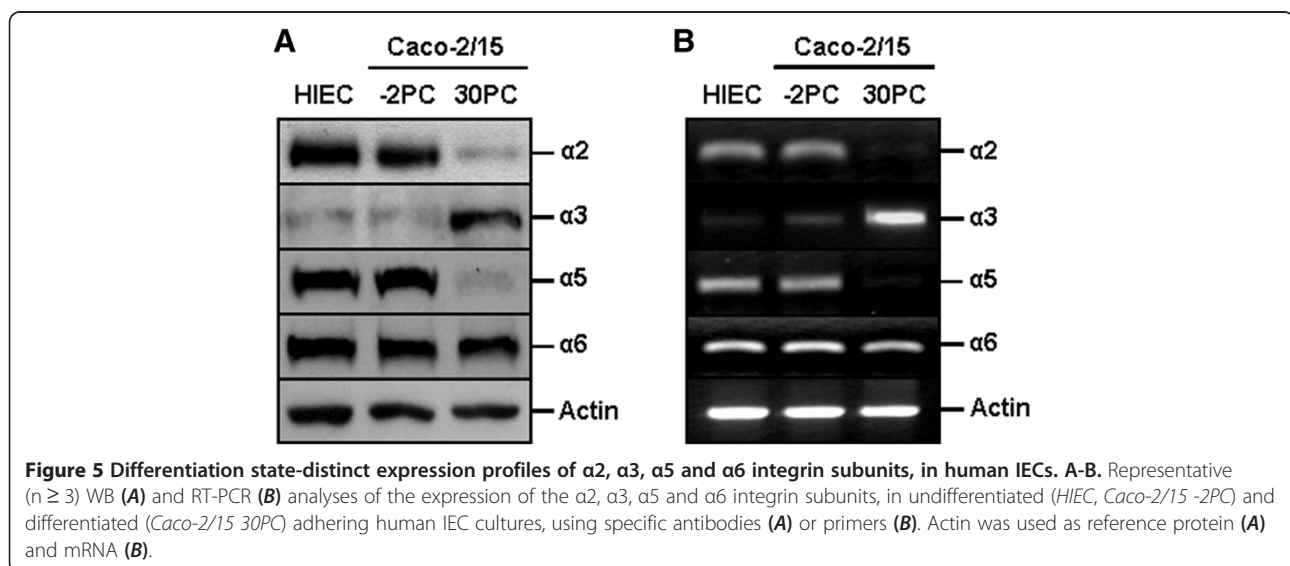 A B
Caco-2/15 Caco-2/15
HIEC -2PC 30PC HIEC -2PC 30PC
α2 α2
α3 α3
α5 α5
α6 α6
Actin Actin
Figure 5 Differentiation state-distinct expression profiles of α2, α3, α5 and α6 integrin subunits, in human IECs. A-B. Representative
(n ≥ 3) WB (A) and RT-PCR (B) analyses of the expression of the α2, α3, α5 and α6 integrin subunits, in undifferentiated (HIEC, Caco-2/15 -2PC) and
differentiated (Caco-2/15 30PC) adhering human IEC cultures, using specific antibodies (A) or primers (B). Actin was used as reference protein (A)
and mRNA (B).